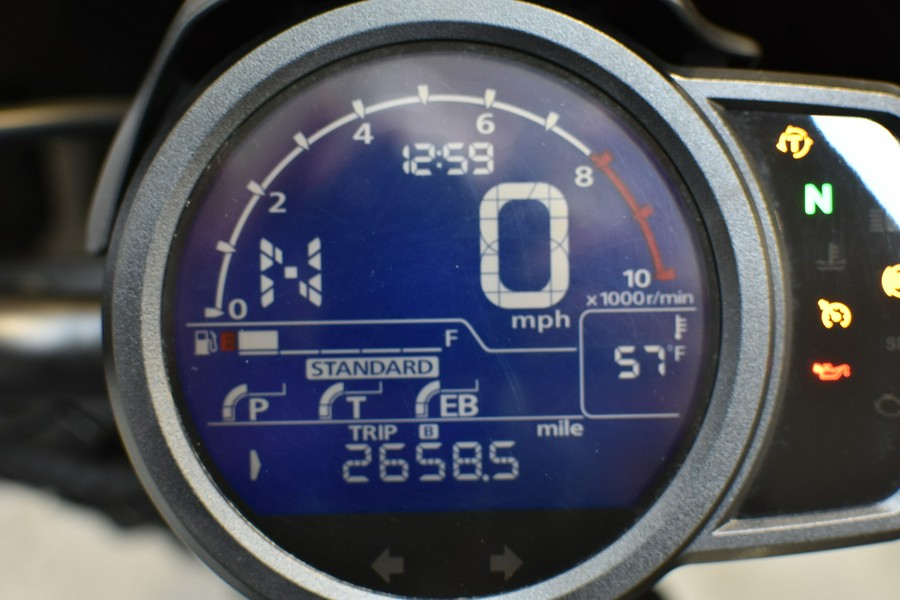 4 6
12:59
2 8
N 0
0 10
x1000r/min
mph
E F
STANDARD
57°F
P T EB
TRIP B mile
2658.5
T
N